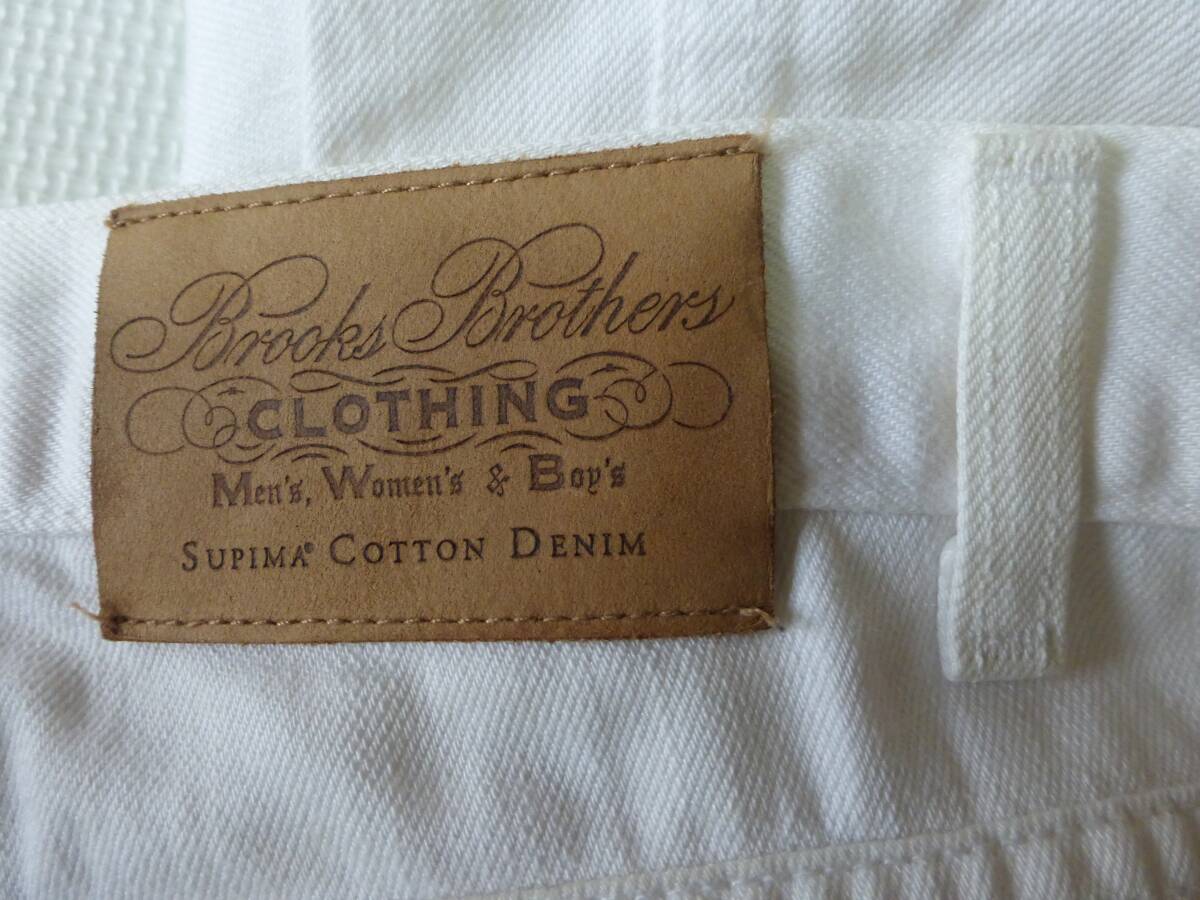 Brooks Brothers
CLOTHING
Men's, Women's & Boy's
SUPIMA® COTTON DENIM